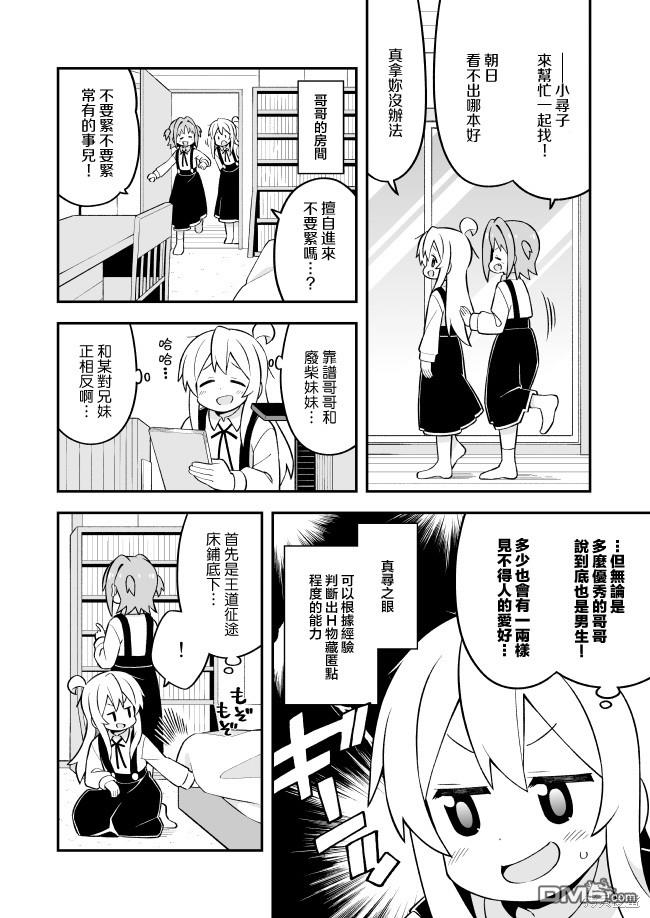 ——小尋子
來幫忙一起找！
朝日
看不出哪本好
真拿妳沒辦法
哥哥的房間
擅自進來
不要緊嗎…？
不要緊不要緊
常有的事兒！
靠譜哥哥和
廢柴妹妹…
哈哈…
和某對兄妹
正相反啊…
…但無論是
多麼優秀的哥哥
說到底也是男生！
多少也會有一兩樣
見不得人的愛好…
真尋之眼
可以根據經驗
判斷出H物藏匿點
程度的能力
首先是王道征途
床鋪底下…
！
もぞ
もぞ
DM5.com